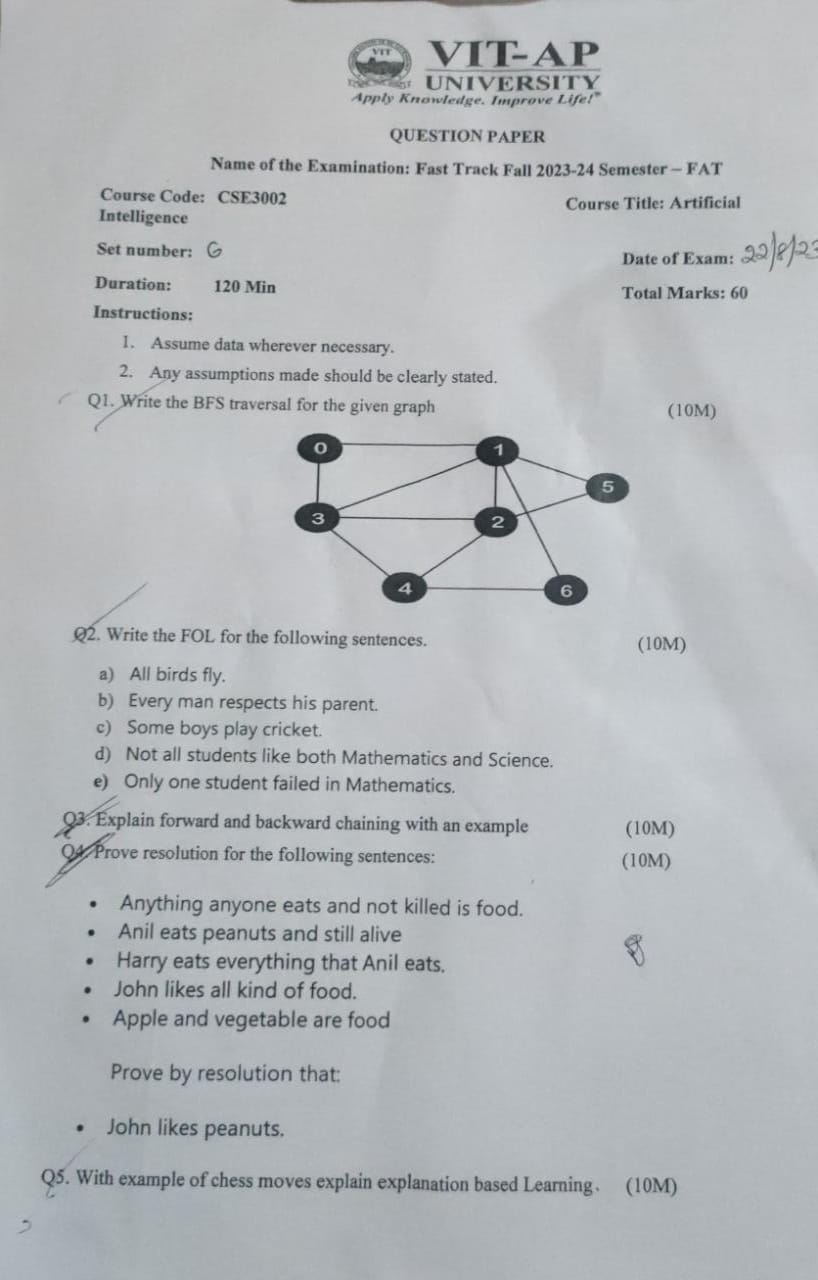 VIT
VIT-AP
UNIVERSITY
Apply Knowledge. Improve Life!"
QUESTION PAPER
Name of the Examination: Fast Track Fall 2023-24 Semester – FAT
Course Code: CSE3002 Course Title: Artificial
Intelligence
Set number: G Date of Exam: 22/8/23
Duration: 120 Min Total Marks: 60
Instructions:
1. Assume data wherever necessary.
2. Any assumptions made should be clearly stated.
Q1. Write the BFS traversal for the given graph (10M)
0 1
5
3 2
4 6
Q2. Write the FOL for the following sentences. (10M)
a) All birds fly.
b) Every man respects his parent.
c) Some boys play cricket.
d) Not all students like both Mathematics and Science.
e) Only one student failed in Mathematics.
Q3. Explain forward and backward chaining with an example (10M)
Q4. Prove resolution for the following sentences: (10M)
• Anything anyone eats and not killed is food.
• Anil eats peanuts and still alive
• Harry eats everything that Anil eats.
• John likes all kind of food.
• Apple and vegetable are food
Prove by resolution that:
• John likes peanuts.
Q5. With example of chess moves explain explanation based Learning. (10M)